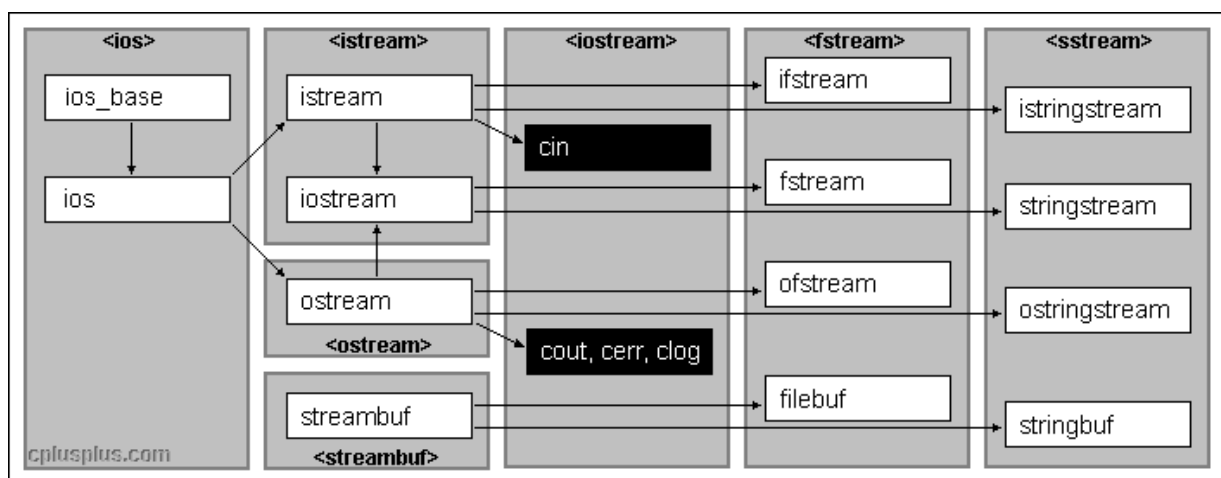 <ios>
ios_base
ios
<istream>
istream
iostream
ostream
<ostream>
streambuf
<streambuf>
<iostream>
cin
cout, cerr, clog
<fstream>
ifstream
fstream
ofstream
filebuf
<sstream>
istringstream
stringstream
ostringstream
stringbuf
cplusplus.com